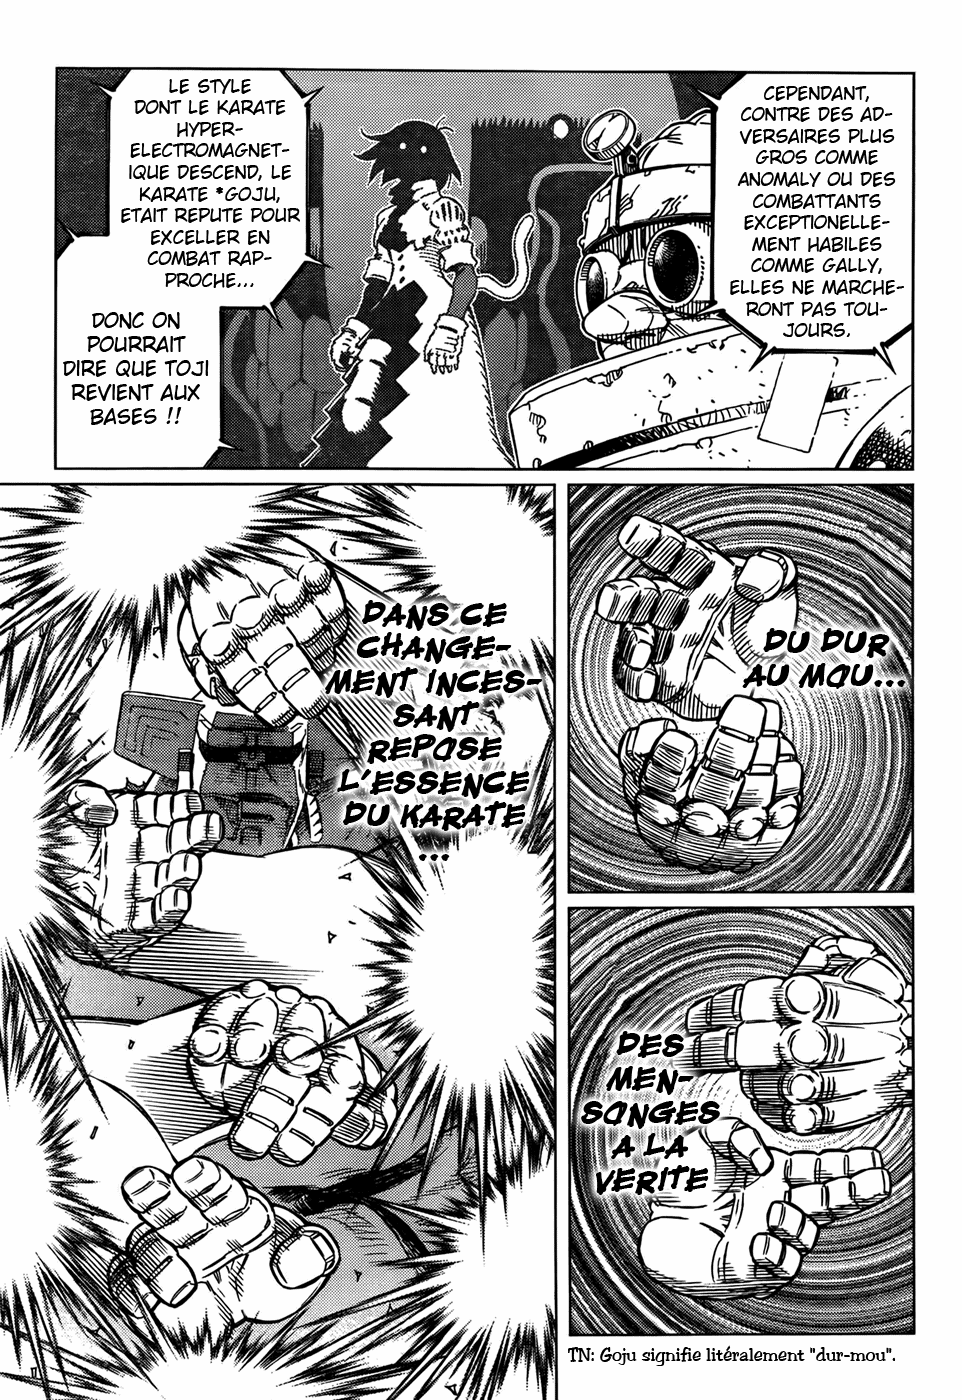 CEPENDANT,
CONTRE DES AD-
VERSAIRES PLUS
GROS COMME
ANOMALY OU DES
COMBATTANTS
EXCEPTIONELLE-
MENT HABILES
COMME GALLY,
ELLES NE MARCHE-
RONT PAS TOU-
JOURS.
LE STYLE
DONT LE KARATE
HYPER-
ELECTROMAGNET-
IQUE DESCEND, LE
KARATE *GOJU,
ETAIT REPUTE POUR
EXCELLER EN
COMBAT RAP-
PROCHE...
DONC ON
POURRAIT
DIRE QUE TOJI
REVIENT AUX
BASES !!
DU DUR
AU MOU...
DES
MEN-
SONGES
A LA
VERITE
DANS CE
CHANGE-
MENT INCES-
SANT
REPOSE
L'ESSENCE
DU KARATE
...
TN: Goju signifie litéralement "dur-mou".